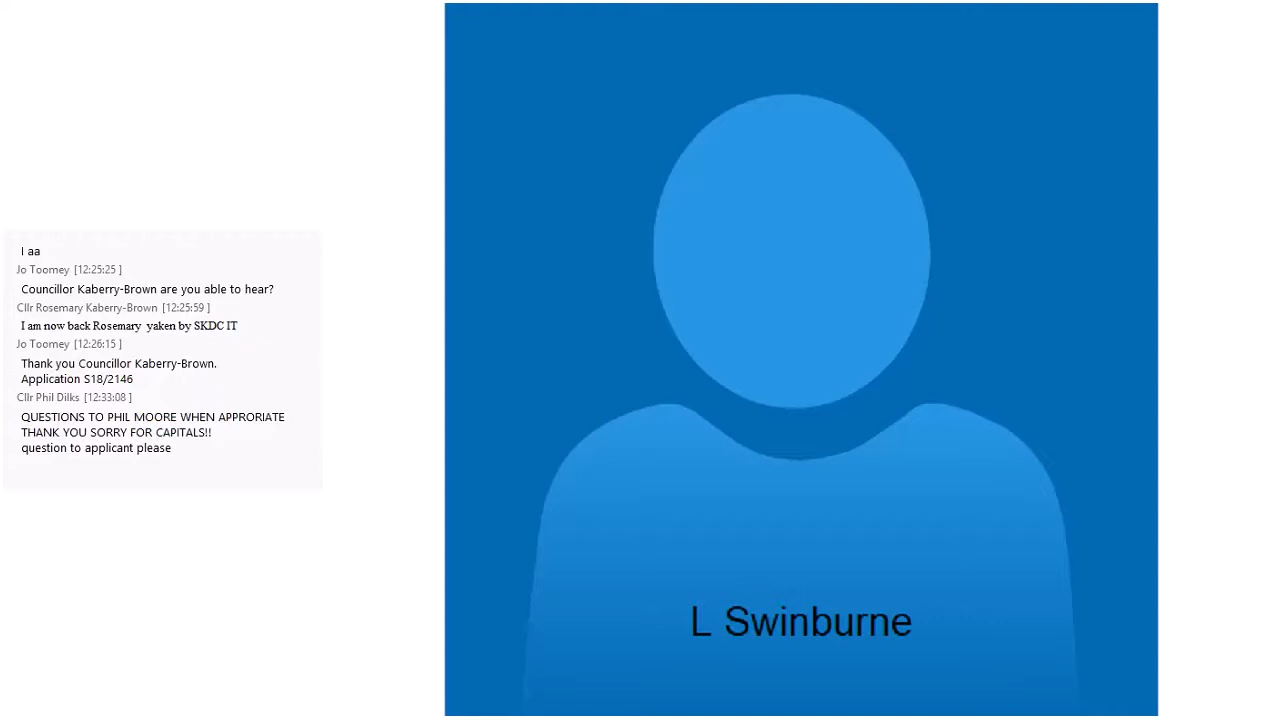 I aa
Jo Toomey [12:25:25 ]
Councillor Kaberry-Brown are you able to hear?
Cllr Rosemary Kaberry-Brown [12:25:59 ]
I am now back Rosemary yaken by SKDC IT
Jo Toomey [12:26:15 ]
Thank you Councillor Kaberry-Brown.
Application S18/2146
Cllr Phil Dilks [12:33:08 ]
QUESTIONS TO PHIL MOORE WHEN APPRORIATE
THANK YOU SORRY FOR CAPITALS!!
question to applicant please
L Swinburne